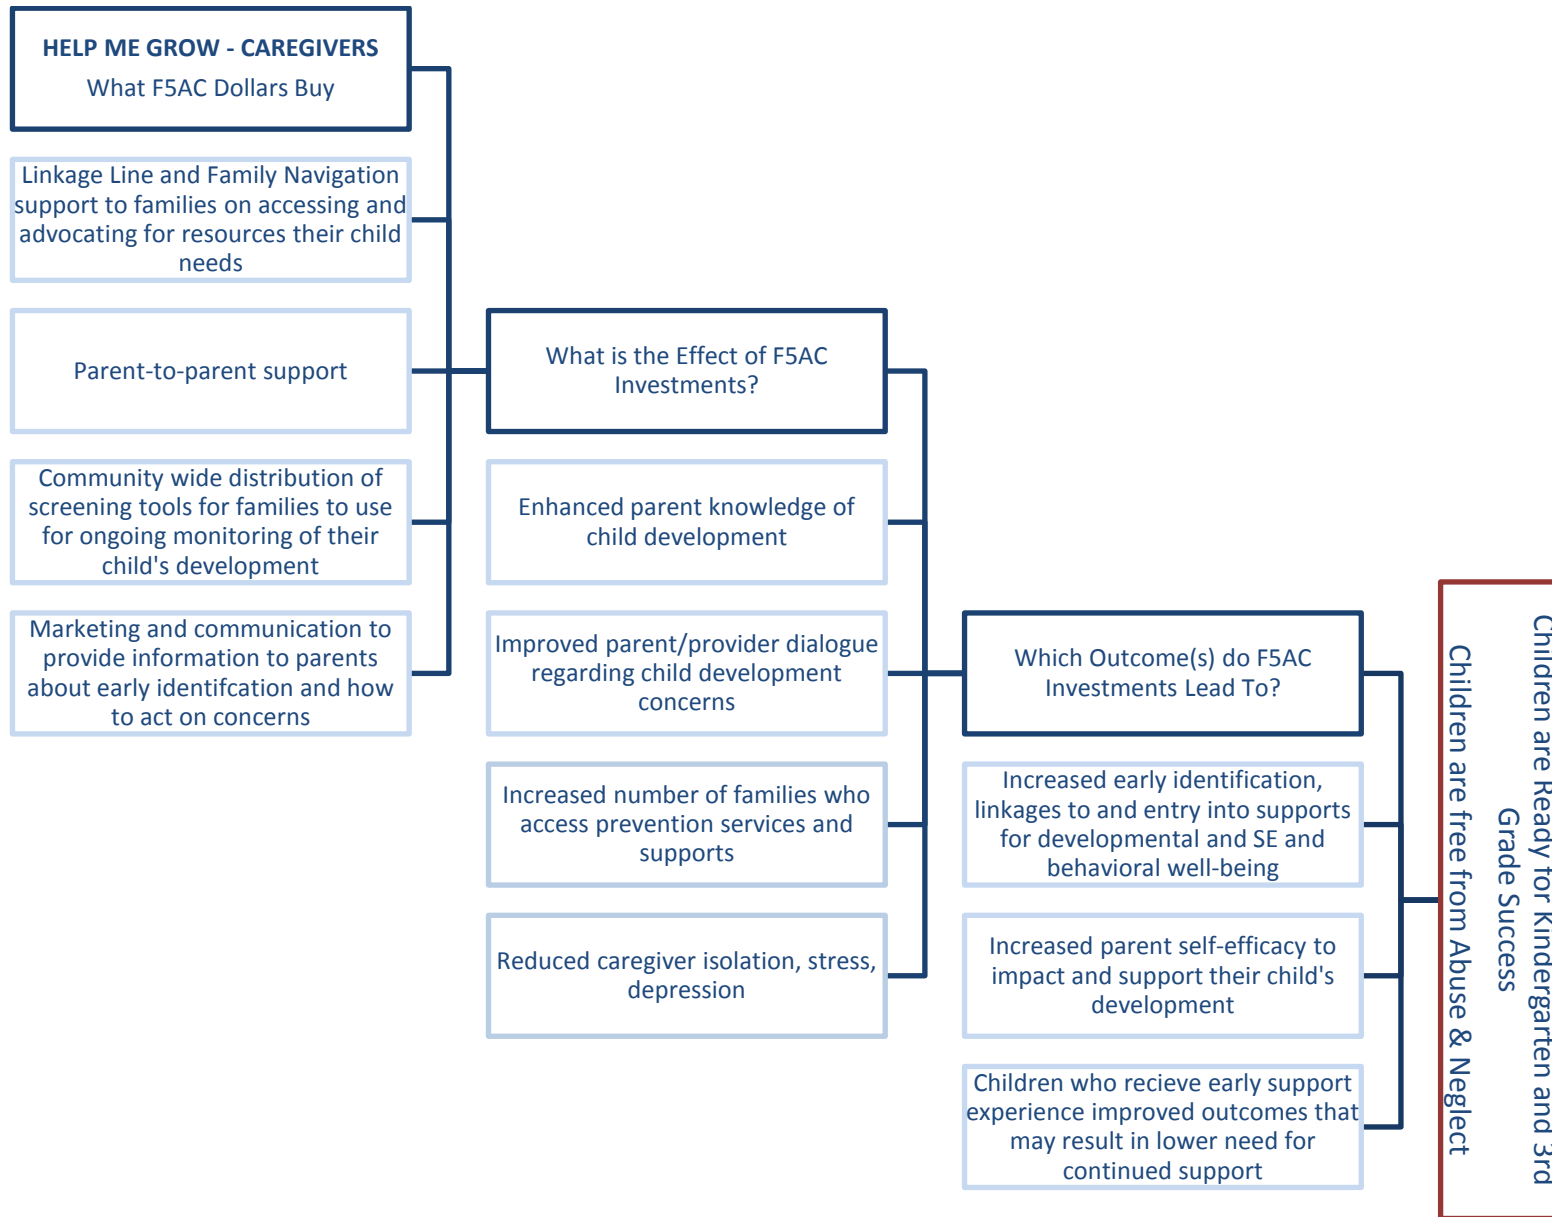 HELP ME GROW - CAREGIVERS
What F5AC Dollars Buy
Linkage Line and Family Navigation
support to families on accessing and
advocating for resources their child
needs
Parent-to-parent support
Community wide distribution of
screening tools for families to use
for ongoing monitoring of their
child's development
Marketing and communication to
provide information to parents
about early identifcation and how
to act on concerns
What is the Effect of F5AC
Investments?
Enhanced parent knowledge of
child development
Improved parent/provider dialogue
regarding child development
concerns
Increased number of families who
access prevention services and
supports
Reduced caregiver isolation, stress,
depression
Which Outcome(s) do F5AC
Investments Lead To?
Increased early identification,
linkages to and entry into supports
for developmental and SE and
behavioral well-being
Increased parent self-efficacy to
impact and support their child's
development
Children who recieve early support
experience improved outcomes that
may result in lower need for
continued support
Children are Ready for Kindergarten and 3rd
Grade Success
Children are free from Abuse & Neglect